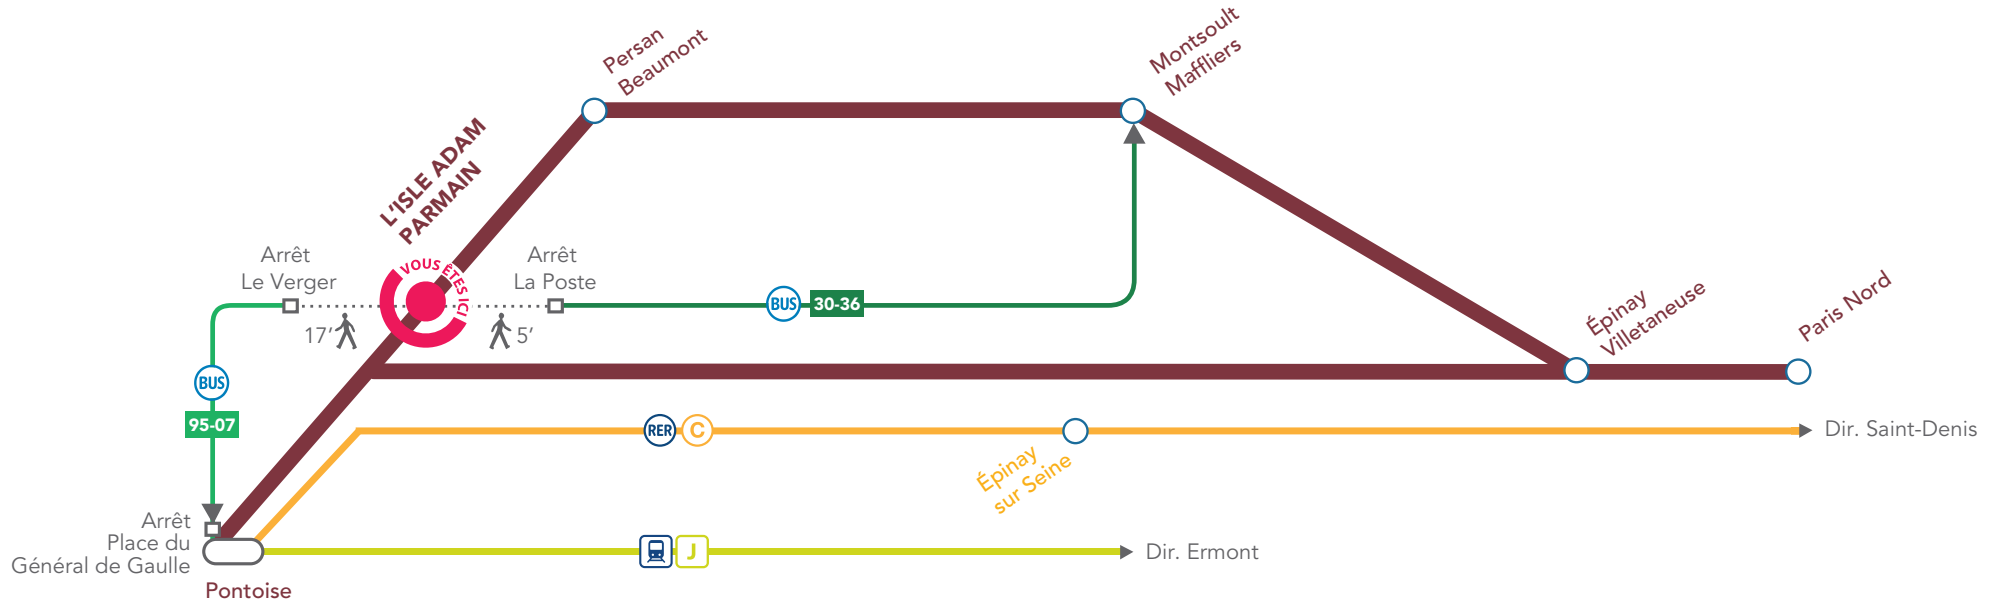 Persan
Beaumont
Montsoult
Maffliers
L'ISLE ADAM
PARMAIN
VOUS ÊTES ICI
Arrêt
Le Verger
Arrêt
La Poste
17’
5’
BUS
30-36
Épinay
Villetaneuse
Paris Nord
BUS
95-07
RER
C
Dir. Saint-Denis
Épinay
sur Seine
Arrêt
Place du
Général de Gaulle
Pontoise
J
Dir. Ermont